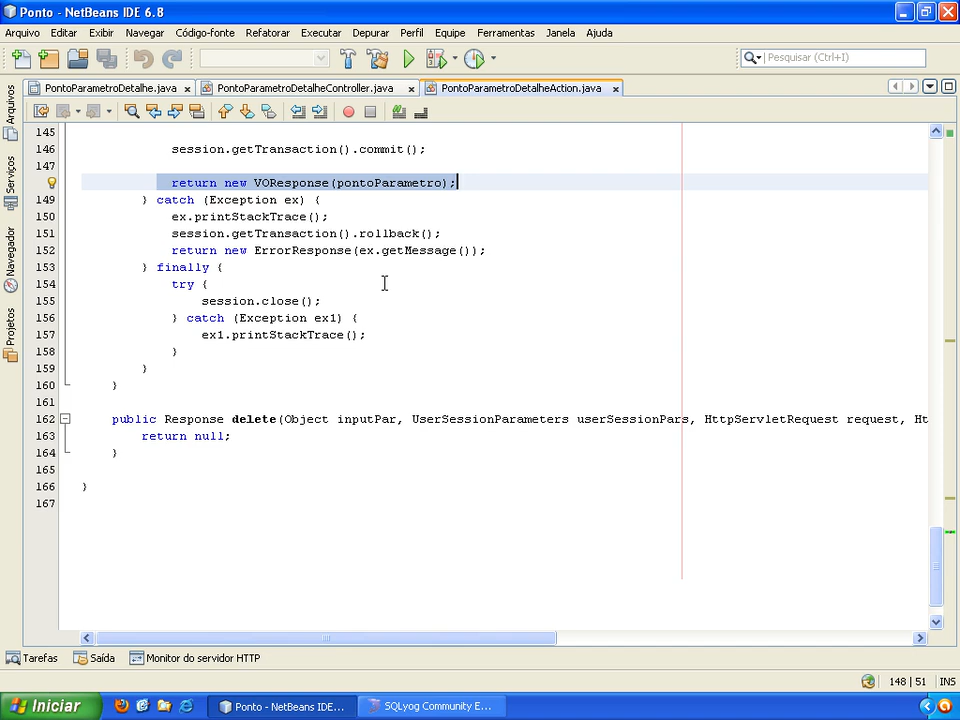 Ponto - NetBeans IDE 6.8
Arquivo Editar Exibir Navegar Código-fonte Refatorar Executar Depurar Perfil Equipe Ferramentas Janela Ajuda
Pesquisar (Ctrl+I)
PontoParametroDetalhe.java PontoParametroDetalheController.java PontoParametroDetalheAction.java
Arquivos
Serviços
Navegador
Projetos
145
146 session.getTransaction().commit();
147
return new VOResponse(pontoParametro);
149 } catch (Exception ex) {
150 ex.printStackTrace();
151 session.getTransaction().rollback();
152 return new ErrorResponse(ex.getMessage());
153 } finally {
154 try {
155 session.close();
156 } catch (Exception ex1) {
157 ex1.printStackTrace();
158 }
159 }
160 }
161
162 public Response delete(Object inputPar, UserSessionParameters userSessionPars, HttpServletRequest request, Ht
163 return null;
164 }
165
166 }
167
Tarefas Saída Monitor do servidor HTTP
148 | 51 INS
Iniciar Ponto - NetBeans IDE... SQLyog Community E...